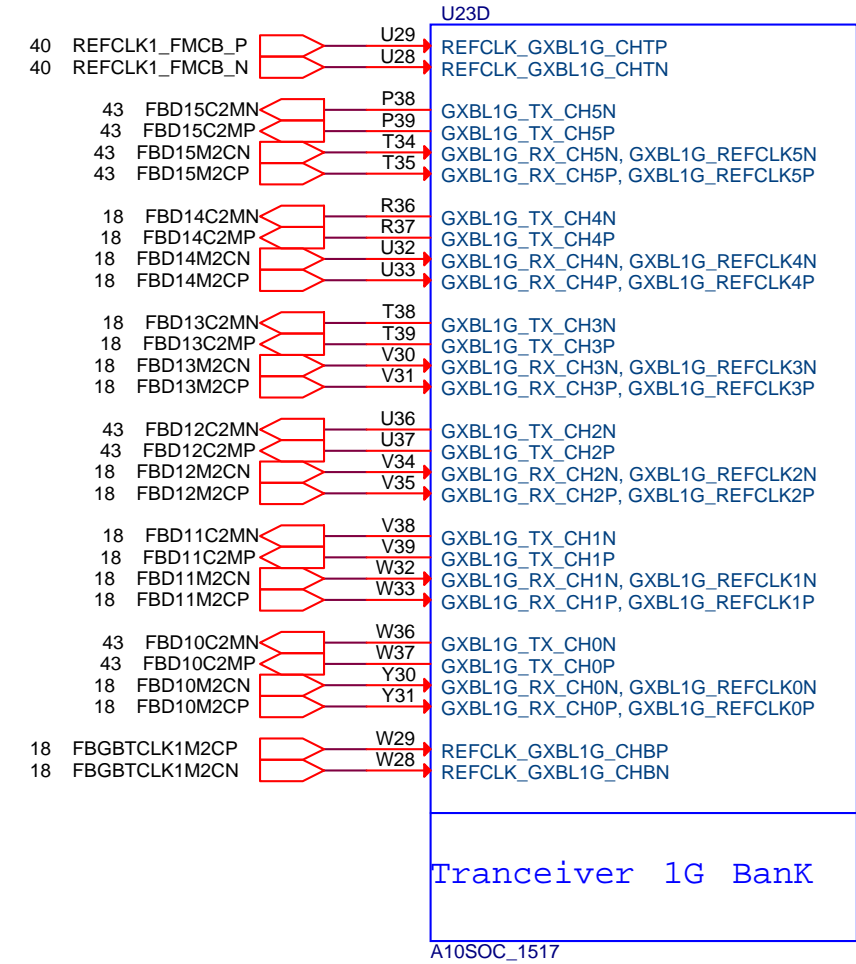 U23D
40 REFCLK1_FMCB_P U29 REFCLK_GXBL1G_CHTP
40 REFCLK1_FMCB_N U28 REFCLK_GXBL1G_CHTN
43 FBD15C2MN P38 GXBL1G_TX_CH5N
43 FBD15C2MP P39 GXBL1G_TX_CH5P
43 FBD15M2CN T34 GXBL1G_RX_CH5N, GXBL1G_REFCLK5N
43 FBD15M2CP T35 GXBL1G_RX_CH5P, GXBL1G_REFCLK5P
18 FBD14C2MN R36 GXBL1G_TX_CH4N
18 FBD14C2MP R37 GXBL1G_TX_CH4P
18 FBD14M2CN U32 GXBL1G_RX_CH4N, GXBL1G_REFCLK4N
18 FBD14M2CP U33 GXBL1G_RX_CH4P, GXBL1G_REFCLK4P
18 FBD13C2MN T38 GXBL1G_TX_CH3N
18 FBD13C2MP T39 GXBL1G_TX_CH3P
18 FBD13M2CN V30 GXBL1G_RX_CH3N, GXBL1G_REFCLK3N
18 FBD13M2CP V31 GXBL1G_RX_CH3P, GXBL1G_REFCLK3P
43 FBD12C2MN U36 GXBL1G_TX_CH2N
43 FBD12C2MP U37 GXBL1G_TX_CH2P
18 FBD12M2CN V34 GXBL1G_RX_CH2N, GXBL1G_REFCLK2N
18 FBD12M2CP V35 GXBL1G_RX_CH2P, GXBL1G_REFCLK2P
18 FBD11C2MN V38 GXBL1G_TX_CH1N
18 FBD11C2MP V39 GXBL1G_TX_CH1P
18 FBD11M2CN W32 GXBL1G_RX_CH1N, GXBL1G_REFCLK1N
18 FBD11M2CP W33 GXBL1G_RX_CH1P, GXBL1G_REFCLK1P
43 FBD10C2MN W36 GXBL1G_TX_CH0N
43 FBD10C2MP W37 GXBL1G_TX_CH0P
18 FBD10M2CN Y30 GXBL1G_RX_CH0N, GXBL1G_REFCLK0N
18 FBD10M2CP Y31 GXBL1G_RX_CH0P, GXBL1G_REFCLK0P
18 FBGBTCLK1M2CP W29 REFCLK_GXBL1G_CHBP
18 FBGBTCLK1M2CN W28 REFCLK_GXBL1G_CHBN
Tranceiver 1G BanK
A10SOC_1517